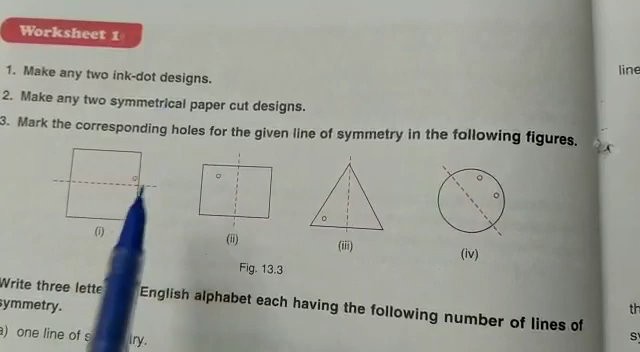 Worksheet 1
1. Make any two ink-dot designs.
2. Make any two symmetrical paper cut designs.
3. Mark the corresponding holes for the given line of symmetry in the following figures.
(i) (ii) (iii) (iv)
Fig. 13.3
Write three English alphabet each having the following number of lines of
symmetry.
a) one line of
line